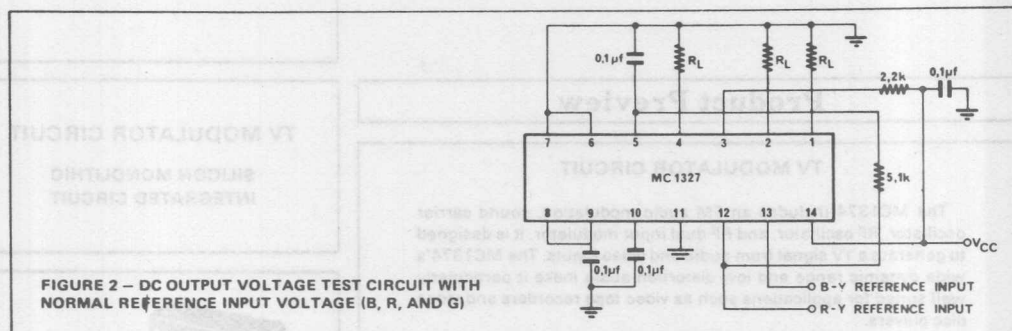 0,1µf
RL
RL
RL
2,2k
0,1µf
7 6 5 4 3 2 1
MC1327
8 9 10 11 12 13 14
5,1k
0,1µf
0,1µf
VCC
B-Y REFERENCE INPUT
R-Y REFERENCE INPUT
FIGURE 2 – DC OUTPUT VOLTAGE TEST CIRCUIT WITH
NORMAL REFERENCE INPUT VOLTAGE (B, R, AND G)
Product Preview
TV MODULATOR CIRCUIT
SILICON MONOLITHIC
INTEGRATED CIRCUIT
TV MODULATOR CIRCUIT